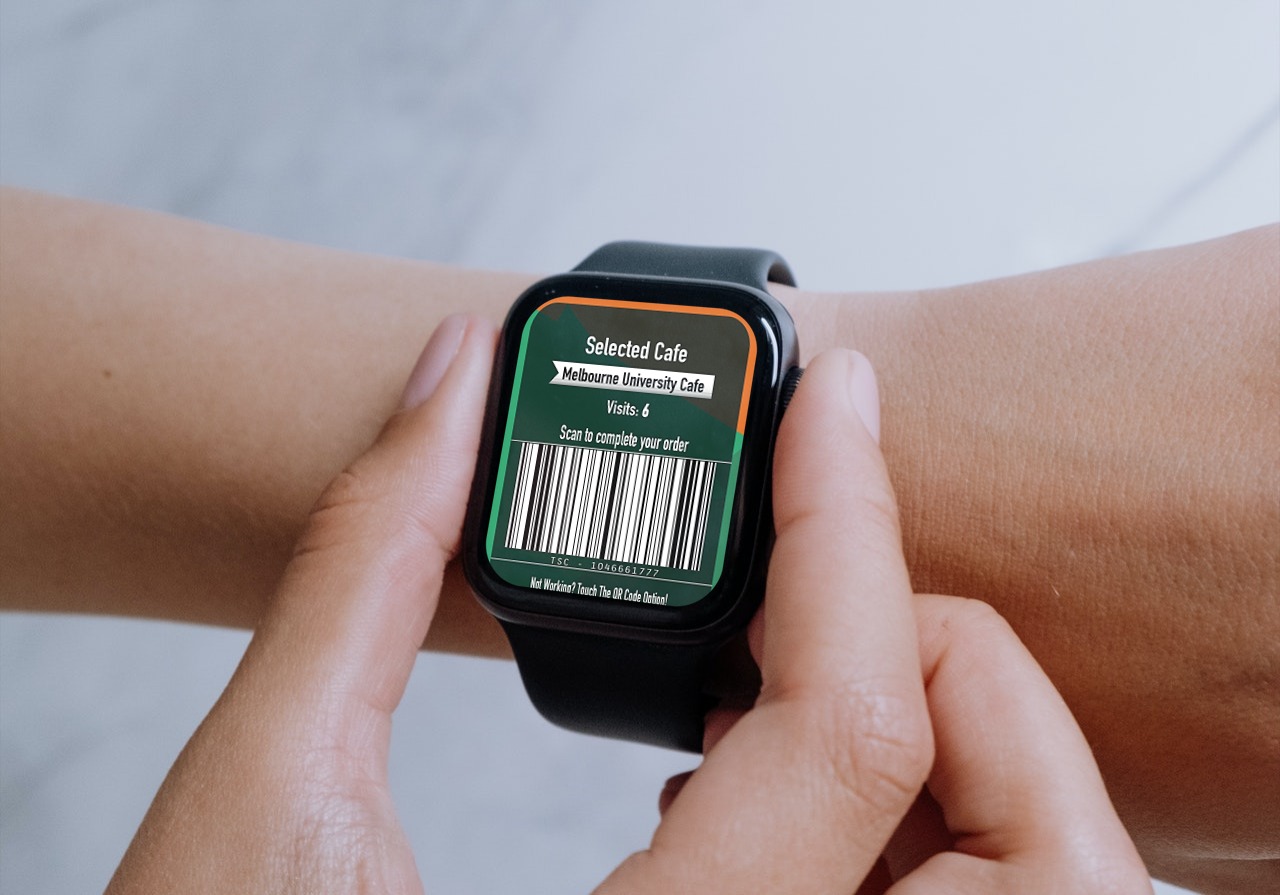 Selected Cafe
Melbourne University Cafe
Visits: 6
Scan to complete your order
TSC - 1046661777
Not Working? Touch The QR Code Option!